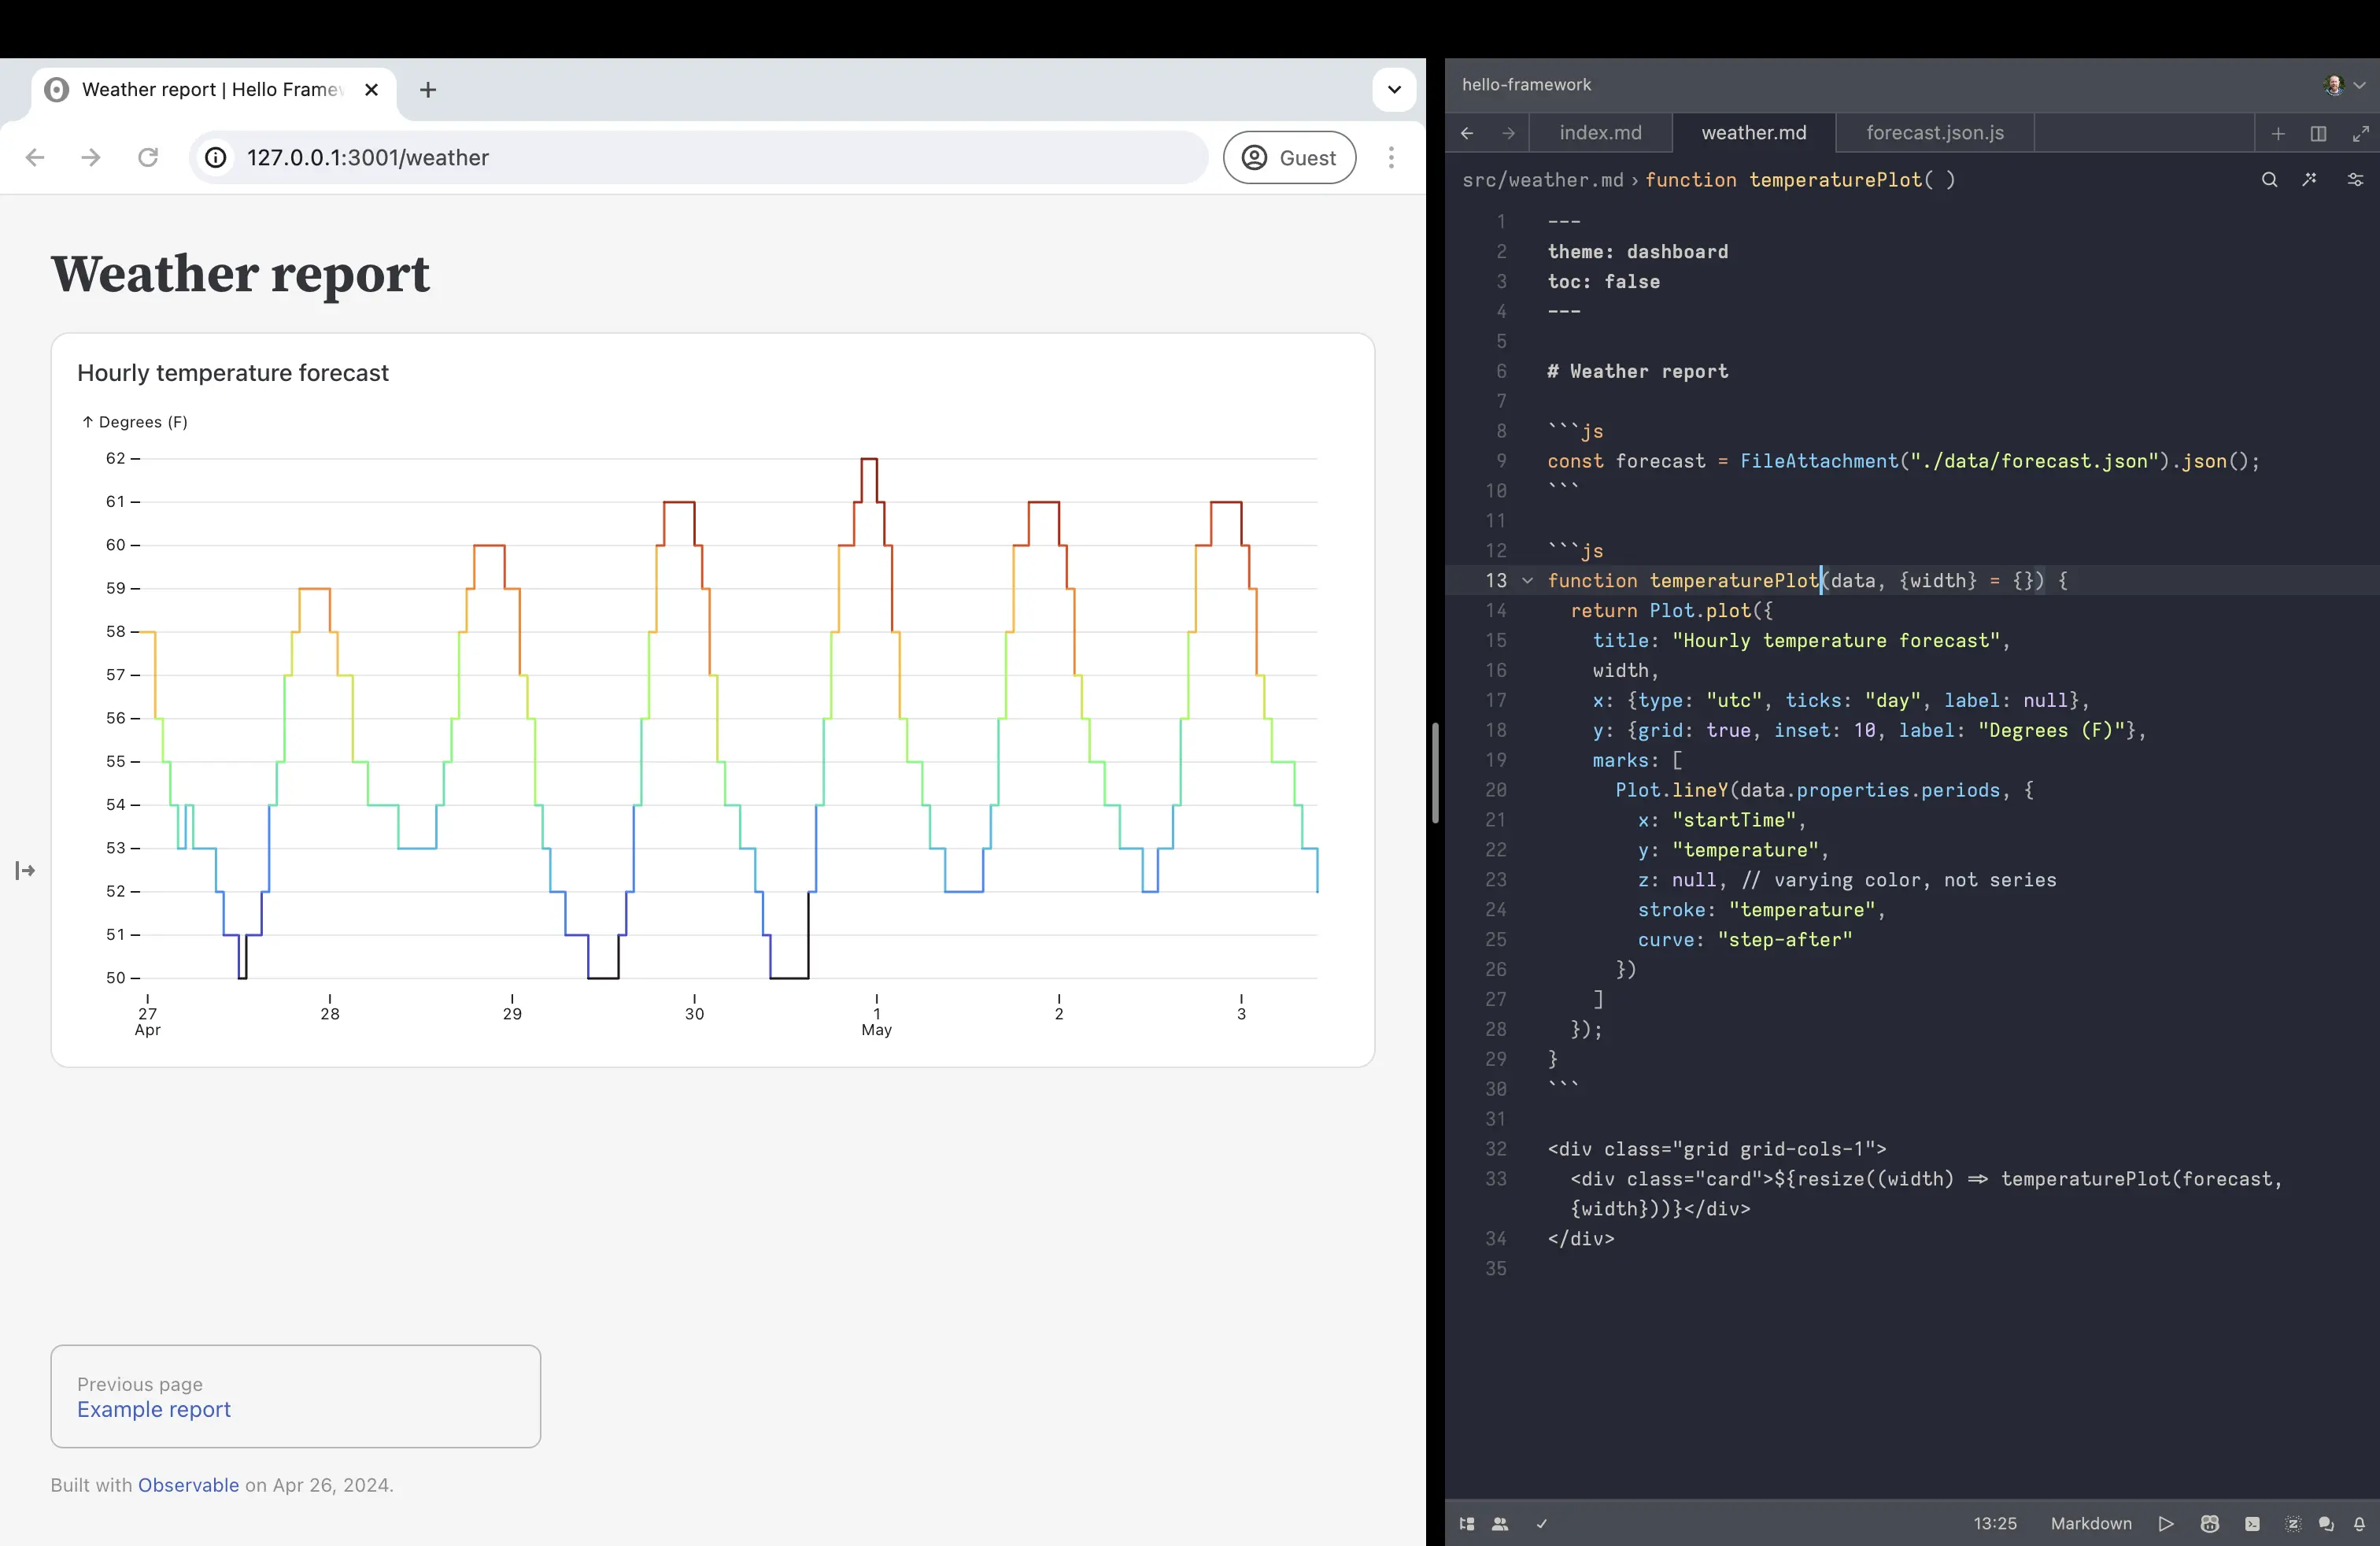 Weather report | Hello Frame
127.0.0.1:3001/weather
Guest
Weather report
Hourly temperature forecast
↑ Degrees (F)
62
61
60
59
58
57
56
55
54
53
52
51
50
27 28 29 30 1 2 3
Apr May
Previous page
Example report
Built with Observable on Apr 26, 2024.
hello-framework
index.md weather.md forecast.json.js
src/weather.md › function temperaturePlot( )
1 ---
2 theme: dashboard
3 toc: false
4 ---
5
6 # Weather report
7
8 ```js
9 const forecast = FileAttachment("./data/forecast.json").json();
10 ```
11
12 ```js
13 function temperaturePlot(data, {width} = {}) {
14 return Plot.plot({
15 title: "Hourly temperature forecast",
16 width,
17 x: {type: "utc", ticks: "day", label: null},
18 y: {grid: true, inset: 10, label: "Degrees (F)"},
19 marks: [
20 Plot.lineY(data.properties.periods, {
21 x: "startTime",
22 y: "temperature",
23 z: null, // varying color, not series
24 stroke: "temperature",
25 curve: "step-after"
26 })
27 ]
28 });
29 }
30 ```
31
32 <div class="grid grid-cols-1">
33 <div class="card">${resize((width) => temperaturePlot(forecast,
{width}))}</div>
34 </div>
35
13:25 Markdown